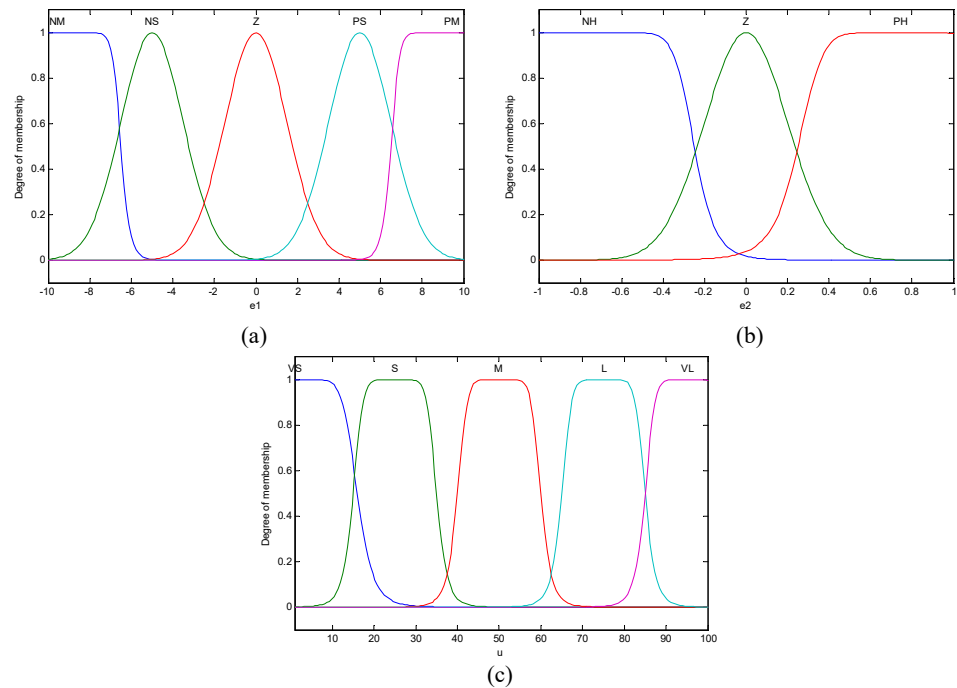 NM NS Z PS PM
1
0.8
0.6
0.4
0.2
0
Degree of membership
-10 -8 -6 -4 -2 0 2 4 6 8 10
e1
(a)
NH Z PH
1
0.8
0.6
0.4
0.2
0
Degree of membership
-1 -0.8 -0.6 -0.4 -0.2 0 0.2 0.4 0.6 0.8 1
e2
(b)
VS S M L VL
1
0.8
0.6
0.4
0.2
0
Degree of membership
10 20 30 40 50 60 70 80 90 100
u
(c)